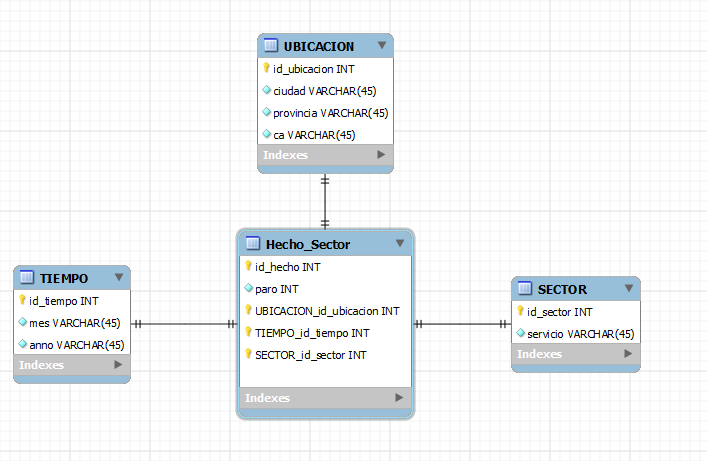 UBICACION
id_ubicacion INT
ciudad VARCHAR(45)
provincia VARCHAR(45)
ca VARCHAR(45)
Indexes
Hecho_Sector
id_hecho INT
paro INT
UBICACION_id_ubicacion INT
TIEMPO_id_tiempo INT
SECTOR_id_sector INT
Indexes
TIEMPO
id_tiempo INT
mes VARCHAR(45)
anno VARCHAR(45)
Indexes
SECTOR
id_sector INT
servicio VARCHAR(45)
Indexes